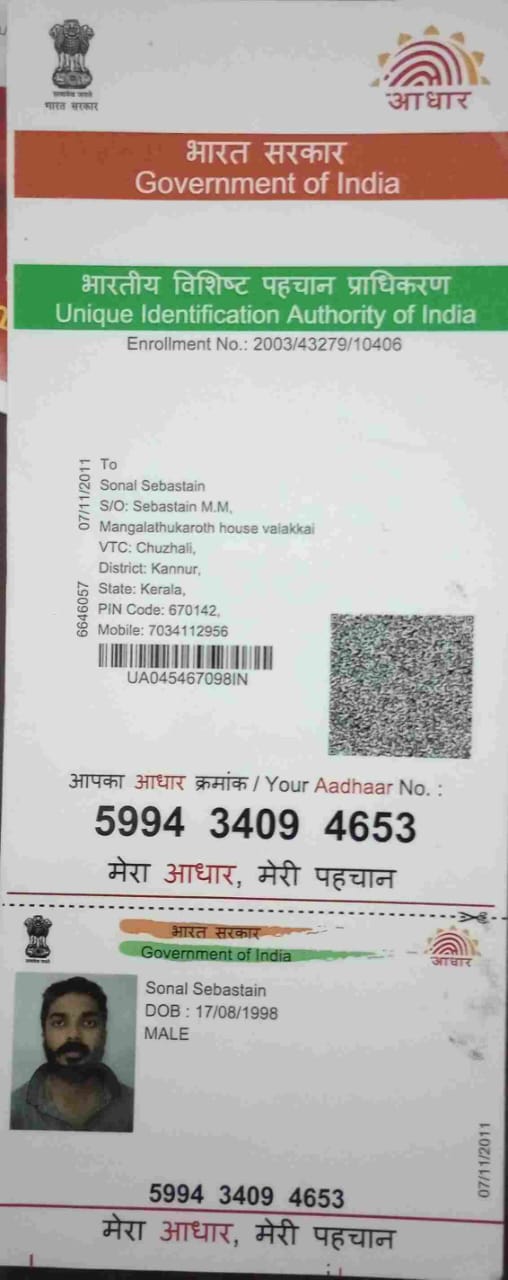 सत्यमेव जयते
भारत सरकार
आधार
भारत सरकार
Government of India
भारतीय विशिष्ट पहचान प्राधिकरण
Unique Identification Authority of India
Enrollment No.: 2003/43279/10406
To
Sonal Sebastain
S/O: Sebastain M.M,
Mangalathukaroth house valakkai
VTC: Chuzhali,
District: Kannur,
State: Kerala,
PIN Code: 670142,
Mobile: 7034112956
6646057 07/11/2011
UA045467098IN
आपका आधार क्रमांक / Your Aadhaar No. :
5994 3409 4653
मेरा आधार, मेरी पहचान
भारत सरकार
Government of India
आधार
Sonal Sebastain
DOB : 17/08/1998
MALE
07/11/2011
5994 3409 4653
मेरा आधार, मेरी पहचान